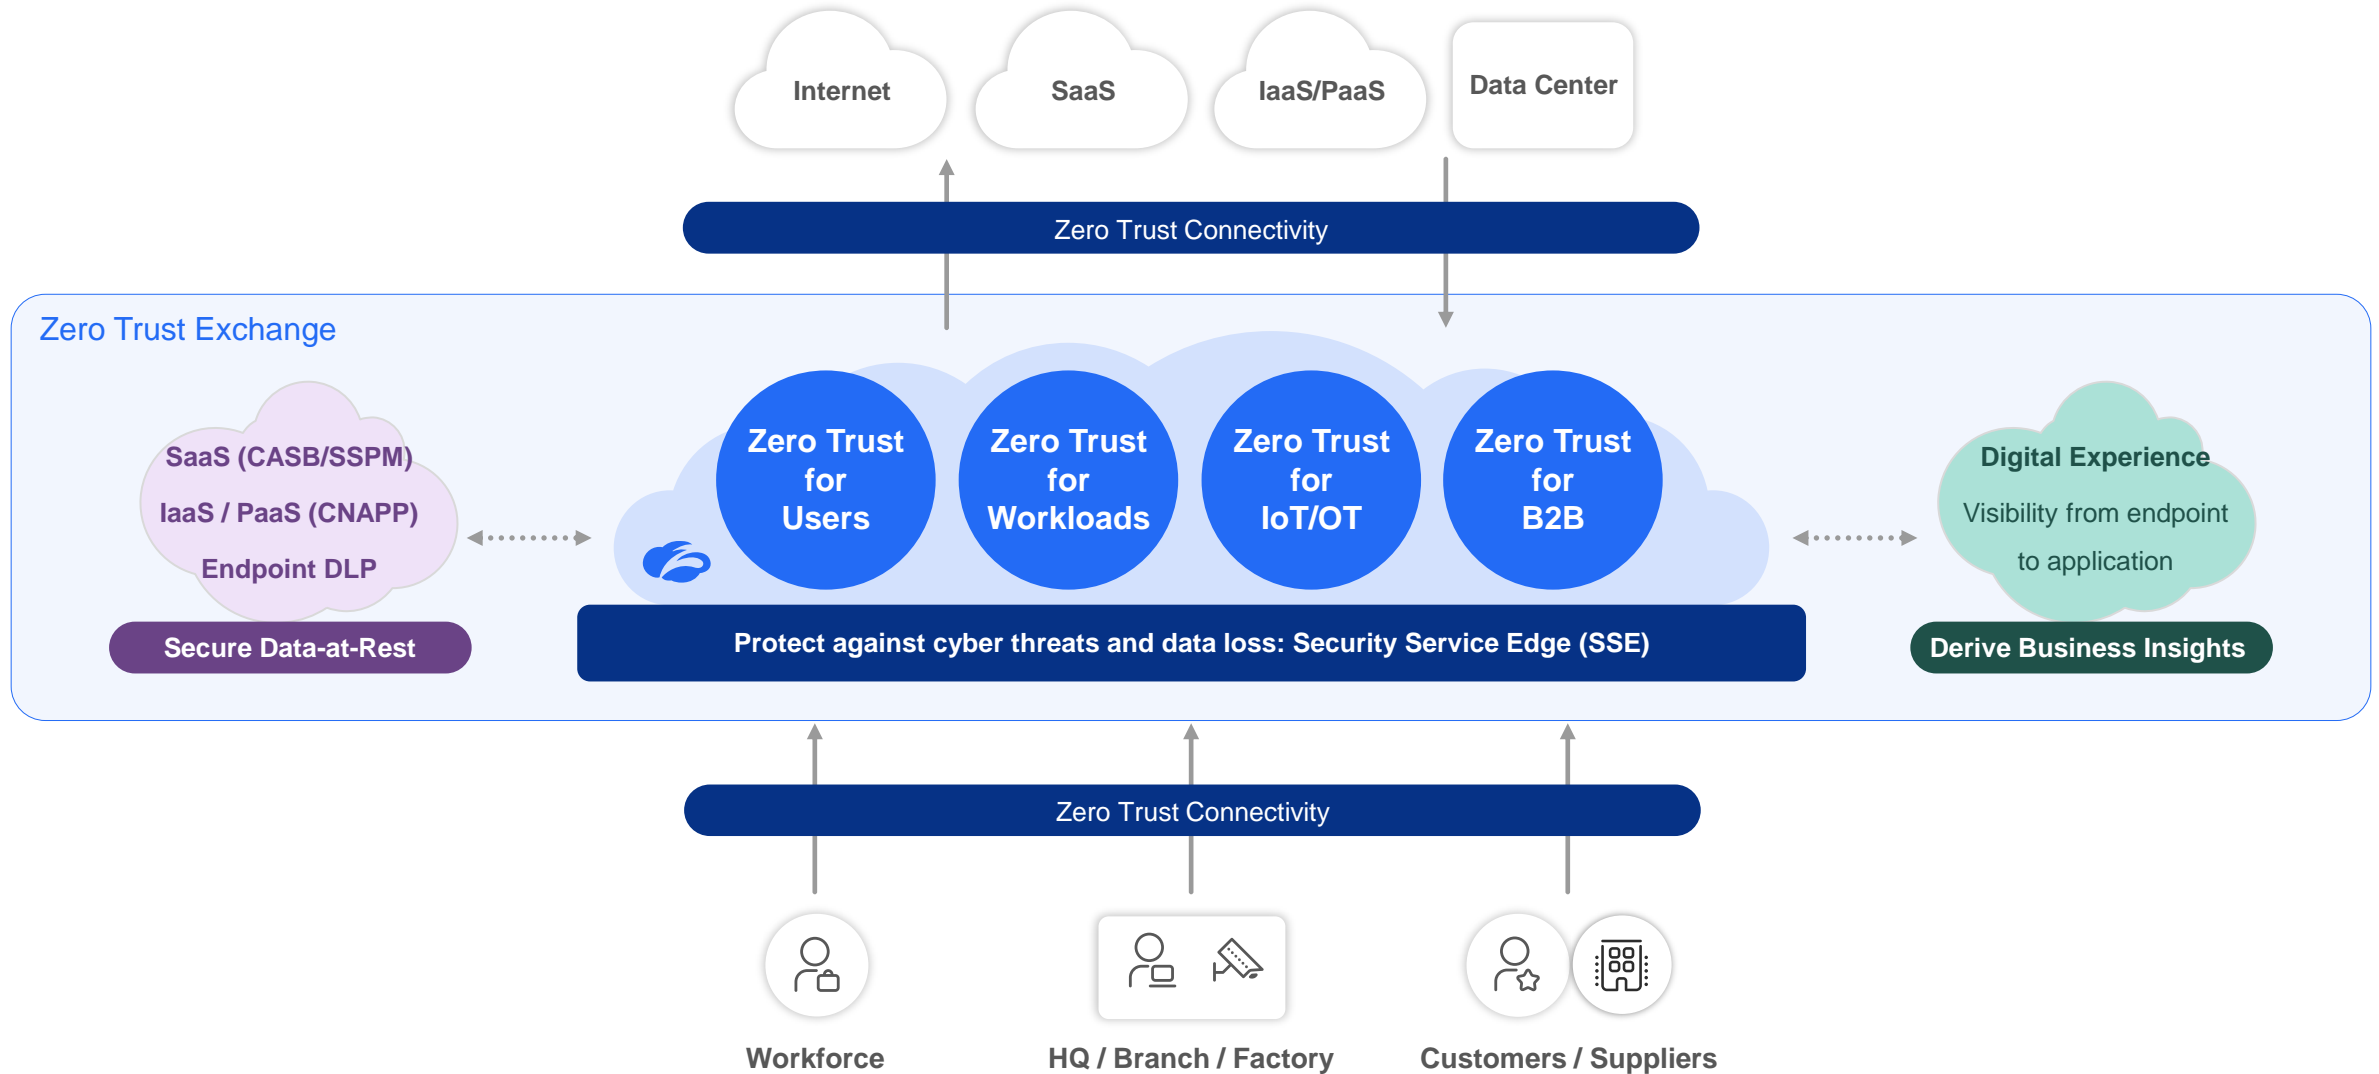 Internet
SaaS
IaaS/PaaS
Data Center
Zero Trust Connectivity
Zero Trust Exchange
SaaS (CASB/SSPM)
IaaS / PaaS (CNAPP)
Endpoint DLP
Secure Data-at-Rest
Zero Trust
for
Users
Zero Trust
for
Workloads
Zero Trust
for
IoT/OT
Zero Trust
for
B2B
Protect against cyber threats and data loss: Security Service Edge (SSE)
Digital Experience
Visibility from endpoint
to application
Derive Business Insights
Zero Trust Connectivity
Workforce
HQ / Branch / Factory
Customers / Suppliers